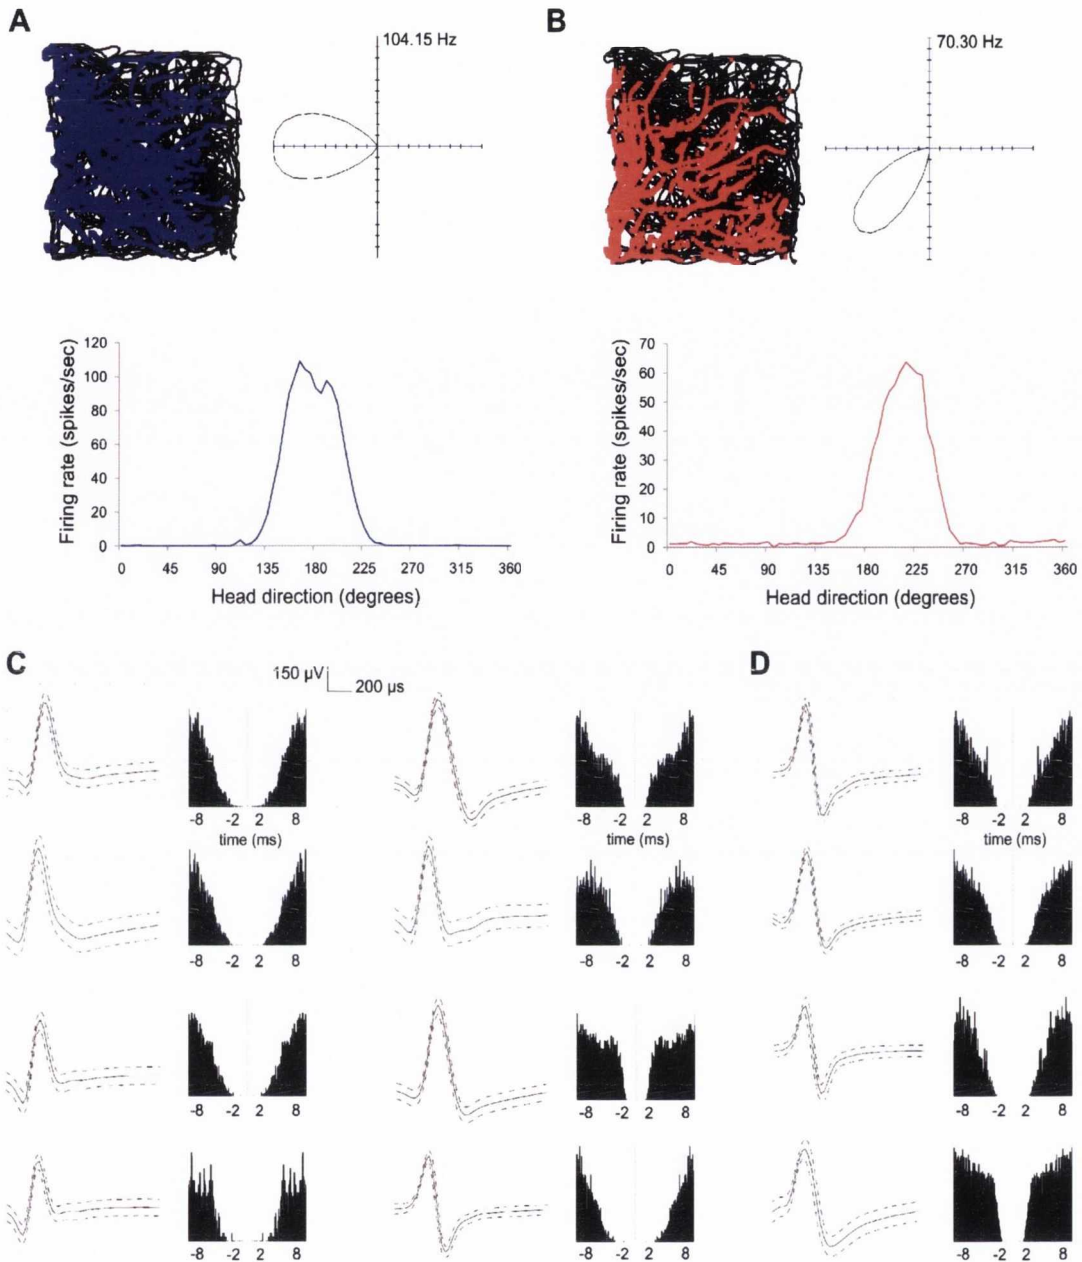 A
104.15 Hz
B
70.30 Hz
Firing rate (spikes/sec)
120
100
80
60
40
20
0
0 45 90 135 180 225 270 315 360
Head direction (degrees)
Firing rate (spikes/sec)
70
60
50
40
30
20
10
0
0 45 90 135 180 225 270 315 360
Head direction (degrees)
C
150 µV
200 µs
D
-8 -2 2 8
time (ms)
-8 -2 2 8
time (ms)
-8 -2 2 8
time (ms)
-8 -2 2 8
-8 -2 2 8
-8 -2 2 8
-8 -2 2 8
-8 -2 2 8
-8 -2 2 8
-8 -2 2 8
-8 -2 2 8
-8 -2 2 8